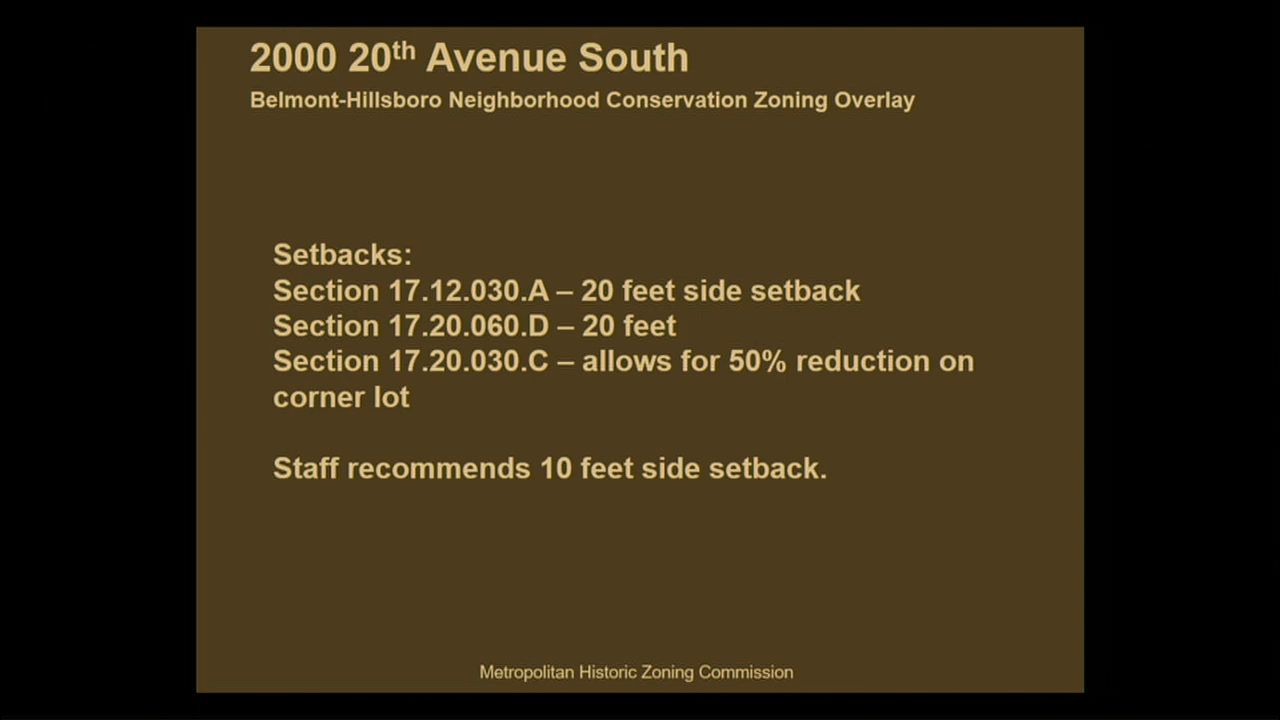 2000 20th Avenue South
Belmont-Hillsboro Neighborhood Conservation Zoning Overlay
Setbacks:
Section 17.12.030.A – 20 feet side setback
Section 17.20.060.D – 20 feet
Section 17.20.030.C – allows for 50% reduction on
corner lot
Staff recommends 10 feet side setback.
Metropolitan Historic Zoning Commission